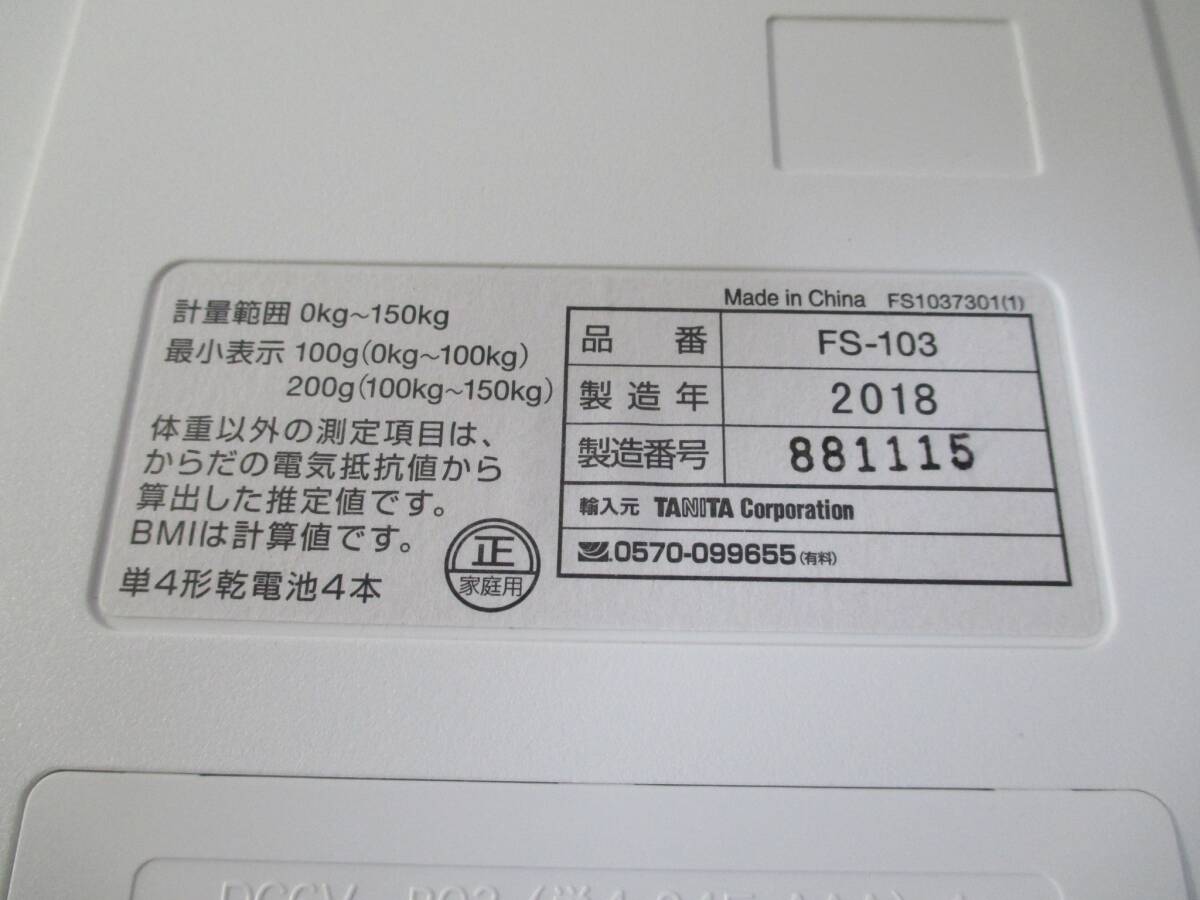 計量範囲 0kg～150kg
最小表示 100g(0kg～100kg)
200g(100kg～150kg)
体重以外の測定項目は、
からだの電気抵抗値から
算出した推定値です。
BMIは計算値です。
単4形乾電池4本
正
家庭用
Made in China FS1037301(1)
品番 FS-103
製造年 2018
製造番号 881115
輸入元 TANITA Corporation
0570-099655(有料)